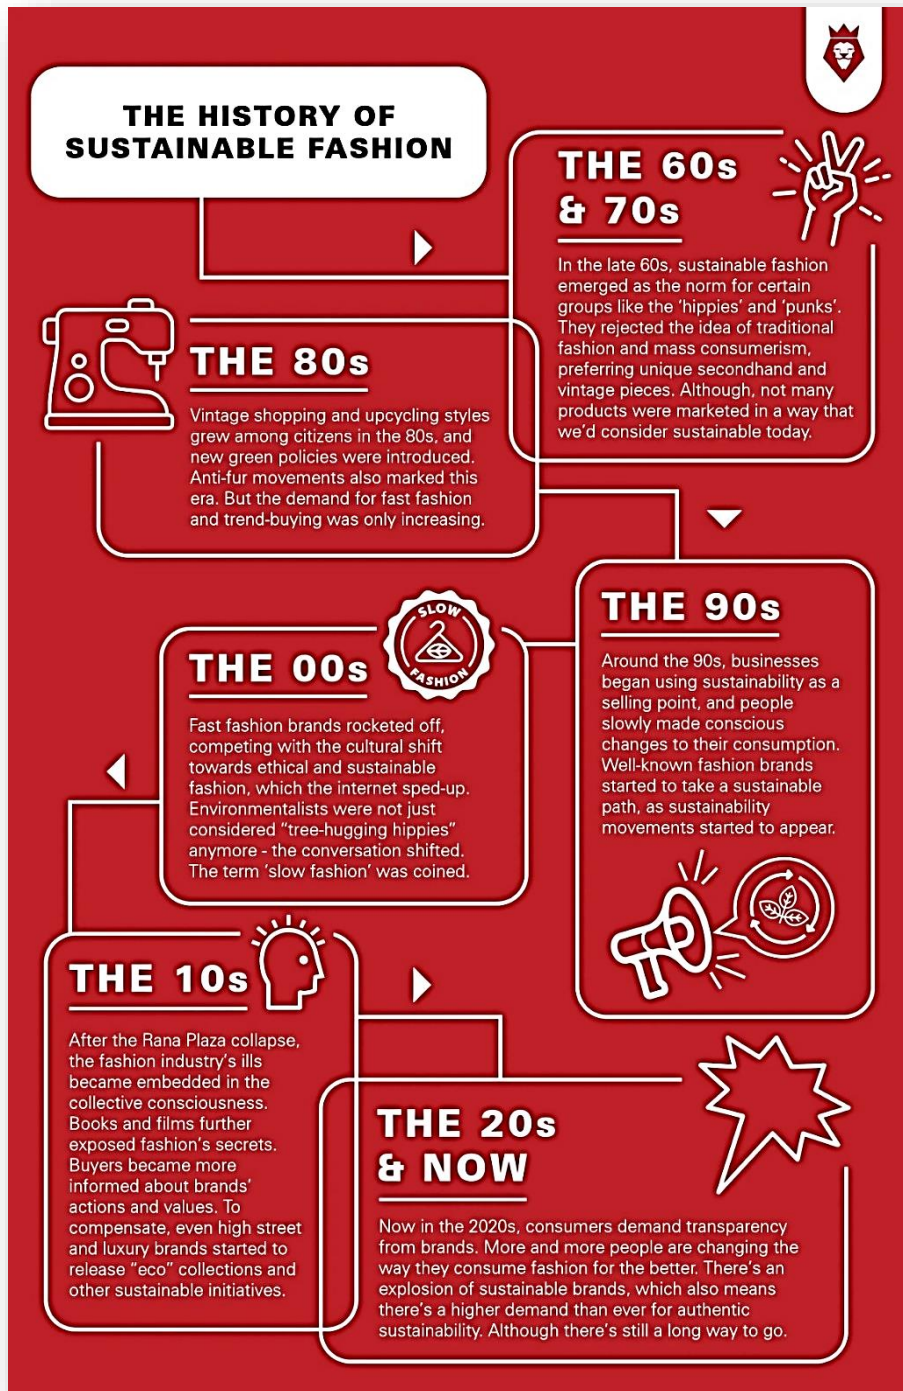 THE HISTORY OF
SUSTAINABLE FASHION
THE 60s
& 70s
In the late 60s, sustainable fashion
emerged as the norm for certain
groups like the ‘hippies’ and ‘punks’.
They rejected the idea of traditional
fashion and mass consumerism,
preferring unique secondhand and
vintage pieces. Although, not many
products were marketed in a way that
we’d consider sustainable today.
THE 80s
Vintage shopping and upcycling styles
grew among citizens in the 80s, and
new green policies were introduced.
Anti-fur movements also marked this
era. But the demand for fast fashion
and trend-buying was only increasing.
THE 90s
Around the 90s, businesses
began using sustainability as a
selling point, and people
slowly made conscious
changes to their consumption.
Well-known fashion brands
started to take a sustainable
path, as sustainability
movements started to appear.
SLOW
FASHION
THE 00s
Fast fashion brands rocketed off,
competing with the cultural shift
towards ethical and sustainable
fashion, which the internet sped-up.
Environmentalists were not just
considered “tree-hugging hippies”
anymore - the conversation shifted.
The term ‘slow fashion’ was coined.
THE 10s
After the Rana Plaza collapse,
the fashion industry’s ills
became embedded in the
collective consciousness.
Books and films further
exposed fashion’s secrets.
Buyers became more
informed about brands’
actions and values. To
compensate, even high street
and luxury brands started to
release “eco” collections and
other sustainable initiatives.
THE 20s
& NOW
Now in the 2020s, consumers demand transparency
from brands. More and more people are changing the
way they consume fashion for the better. There’s an
explosion of sustainable brands, which also means
there’s a higher demand than ever for authentic
sustainability. Although there’s still a long way to go.